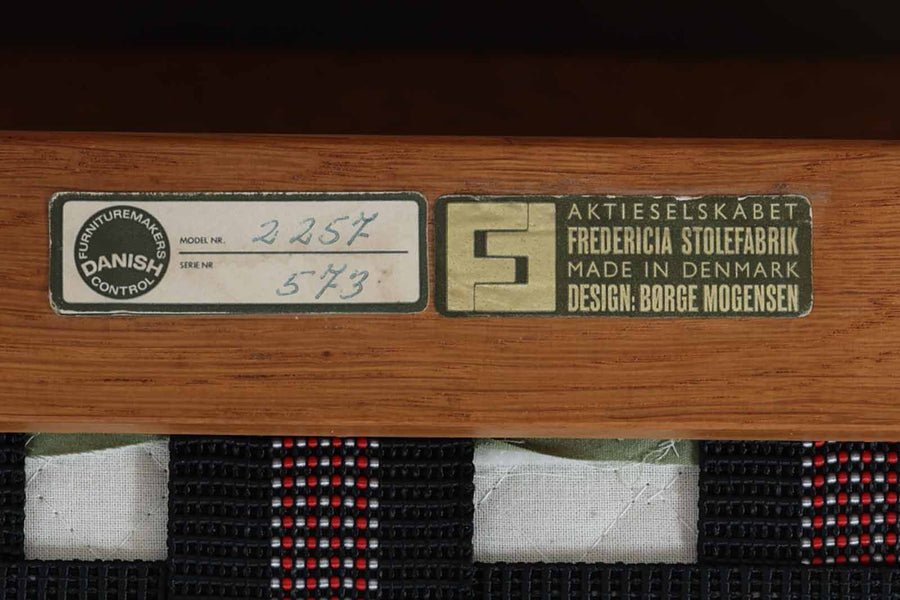 FURNITUREMAKERS
DANISH
CONTROL
MODEL NR. 2257
SERIE NR 573
AKTIESELSKABET
FREDERICIA STOLEFABRIK
MADE IN DENMARK
DESIGN: BØRGE MOGENSEN